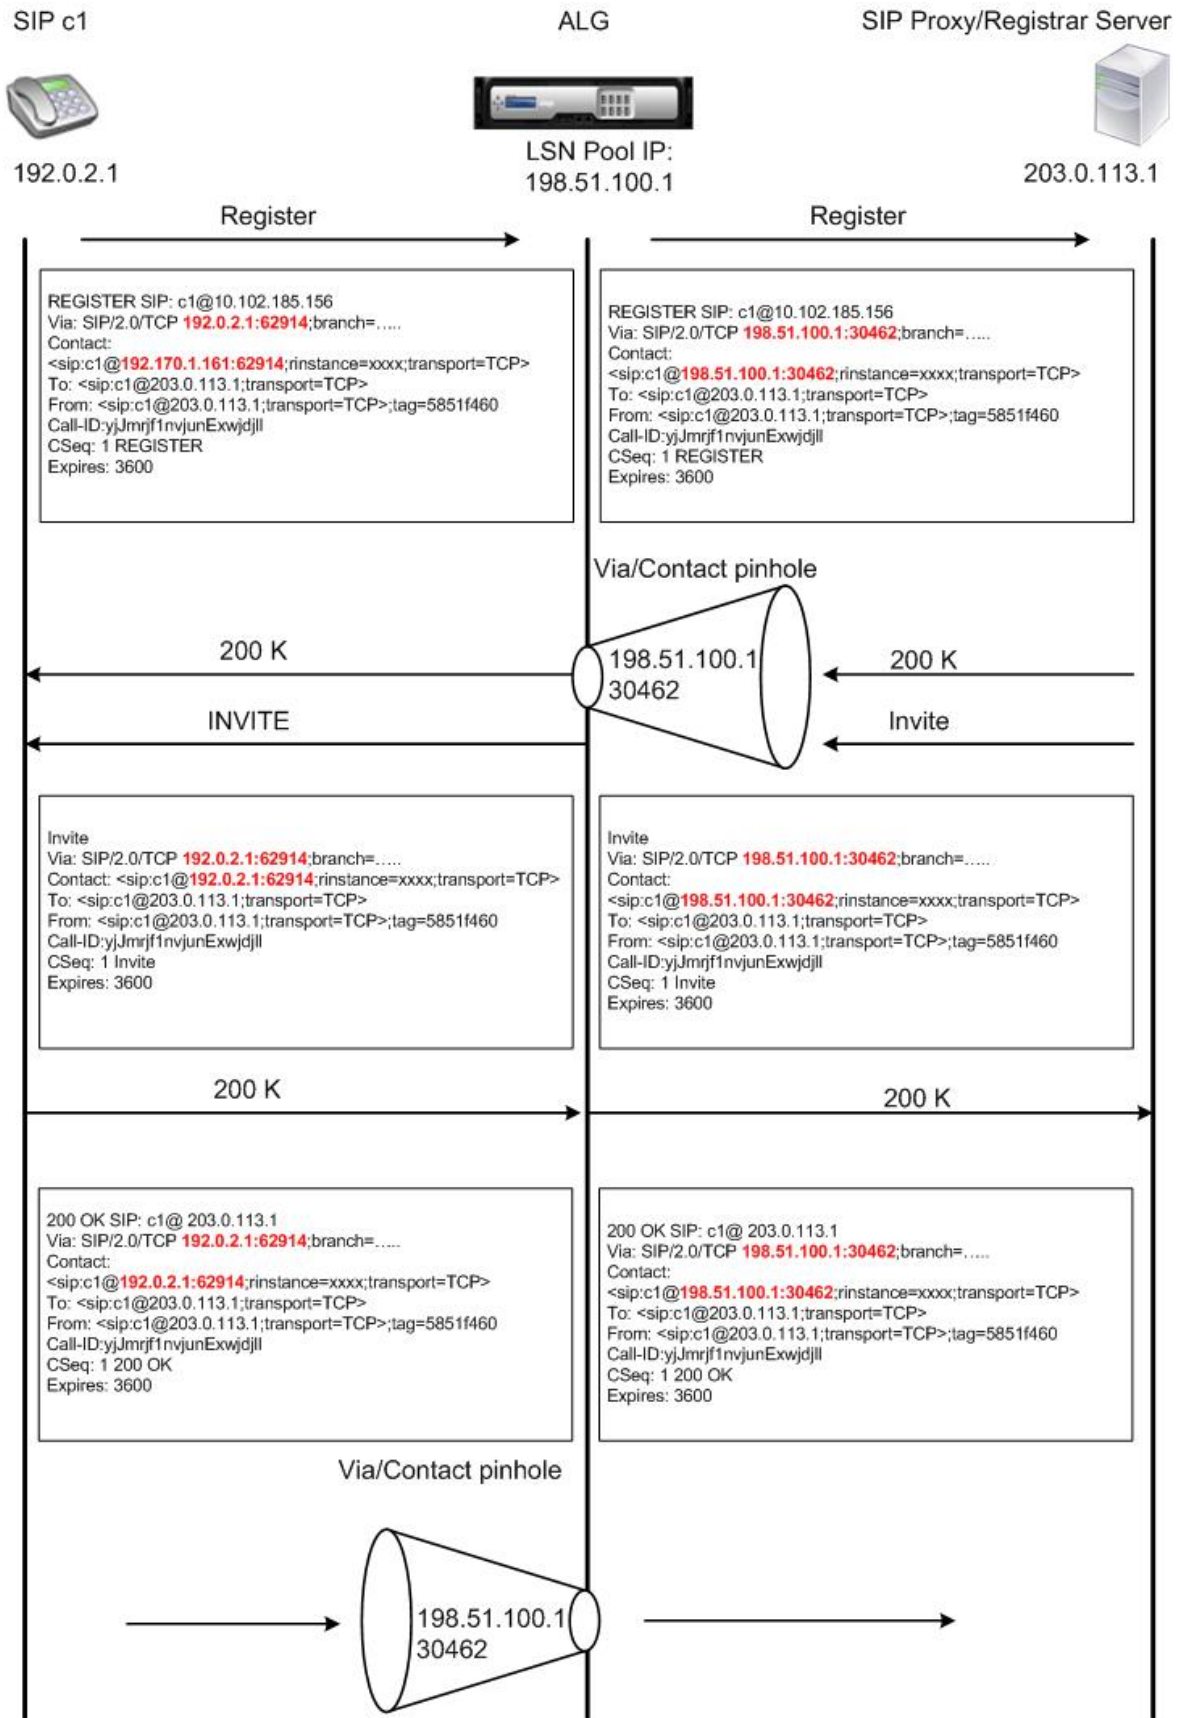 SIP c1
ALG
SIP Proxy/Registrar Server
192.0.2.1
LSN Pool IP:
198.51.100.1
203.0.113.1
Register
Register
REGISTER SIP: c1@10.102.185.156
Via: SIP/2.0/TCP 192.0.2.1:62914;branch=.....
Contact:
<sip:c1@192.170.1.161:62914;rinstance=xxxx;transport=TCP>
To: <sip:c1@203.0.113.1;transport=TCP>
From: <sip:c1@203.0.113.1;transport=TCP>;tag=5851f460
Call-ID:yjJmrjf1nvjunExwjdjll
CSeq: 1 REGISTER
Expires: 3600
REGISTER SIP: c1@10.102.185.156
Via: SIP/2.0/TCP 198.51.100.1:30462;branch=.....
Contact:
<sip:c1@198.51.100.1:30462;rinstance=xxxx;transport=TCP>
To: <sip:c1@203.0.113.1;transport=TCP>
From: <sip:c1@203.0.113.1;transport=TCP>;tag=5851f460
Call-ID:yjJmrjf1nvjunExwjdjll
CSeq: 1 REGISTER
Expires: 3600
Via/Contact pinhole
200 K
198.51.100.1
30462
200 K
INVITE
Invite
Invite
Via: SIP/2.0/TCP 192.0.2.1:62914;branch=.....
Contact: <sip:c1@192.0.2.1:62914;rinstance=xxxx;transport=TCP>
To: <sip:c1@203.0.113.1;transport=TCP>
From: <sip:c1@203.0.113.1;transport=TCP>;tag=5851f460
Call-ID:yjJmrjf1nvjunExwjdjll
CSeq: 1 Invite
Expires: 3600
Invite
Via: SIP/2.0/TCP 198.51.100.1:30462;branch=.....
Contact:
<sip:c1@198.51.100.1:30462;rinstance=xxxx;transport=TCP>
To: <sip:c1@203.0.113.1;transport=TCP>
From: <sip:c1@203.0.113.1;transport=TCP>;tag=5851f460
Call-ID:yjJmrjf1nvjunExwjdjll
CSeq: 1 Invite
Expires: 3600
200 K
200 K
200 OK SIP: c1@ 203.0.113.1
Via: SIP/2.0/TCP 192.0.2.1:62914;branch=.....
Contact:
<sip:c1@192.0.2.1:62914;rinstance=xxxx;transport=TCP>
To: <sip:c1@203.0.113.1;transport=TCP>
From: <sip:c1@203.0.113.1;transport=TCP>;tag=5851f460
Call-ID:yjJmrjf1nvjunExwjdjll
CSeq: 1 200 OK
Expires: 3600
200 OK SIP: c1@ 203.0.113.1
Via: SIP/2.0/TCP 198.51.100.1:30462;branch=.....
Contact:
<sip:c1@198.51.100.1:30462;rinstance=xxxx;transport=TCP>
To: <sip:c1@203.0.113.1;transport=TCP>
From: <sip:c1@203.0.113.1;transport=TCP>;tag=5851f460
Call-ID:yjJmrjf1nvjunExwjdjll
CSeq: 1 200 OK
Expires: 3600
Via/Contact pinhole
198.51.100.1
30462